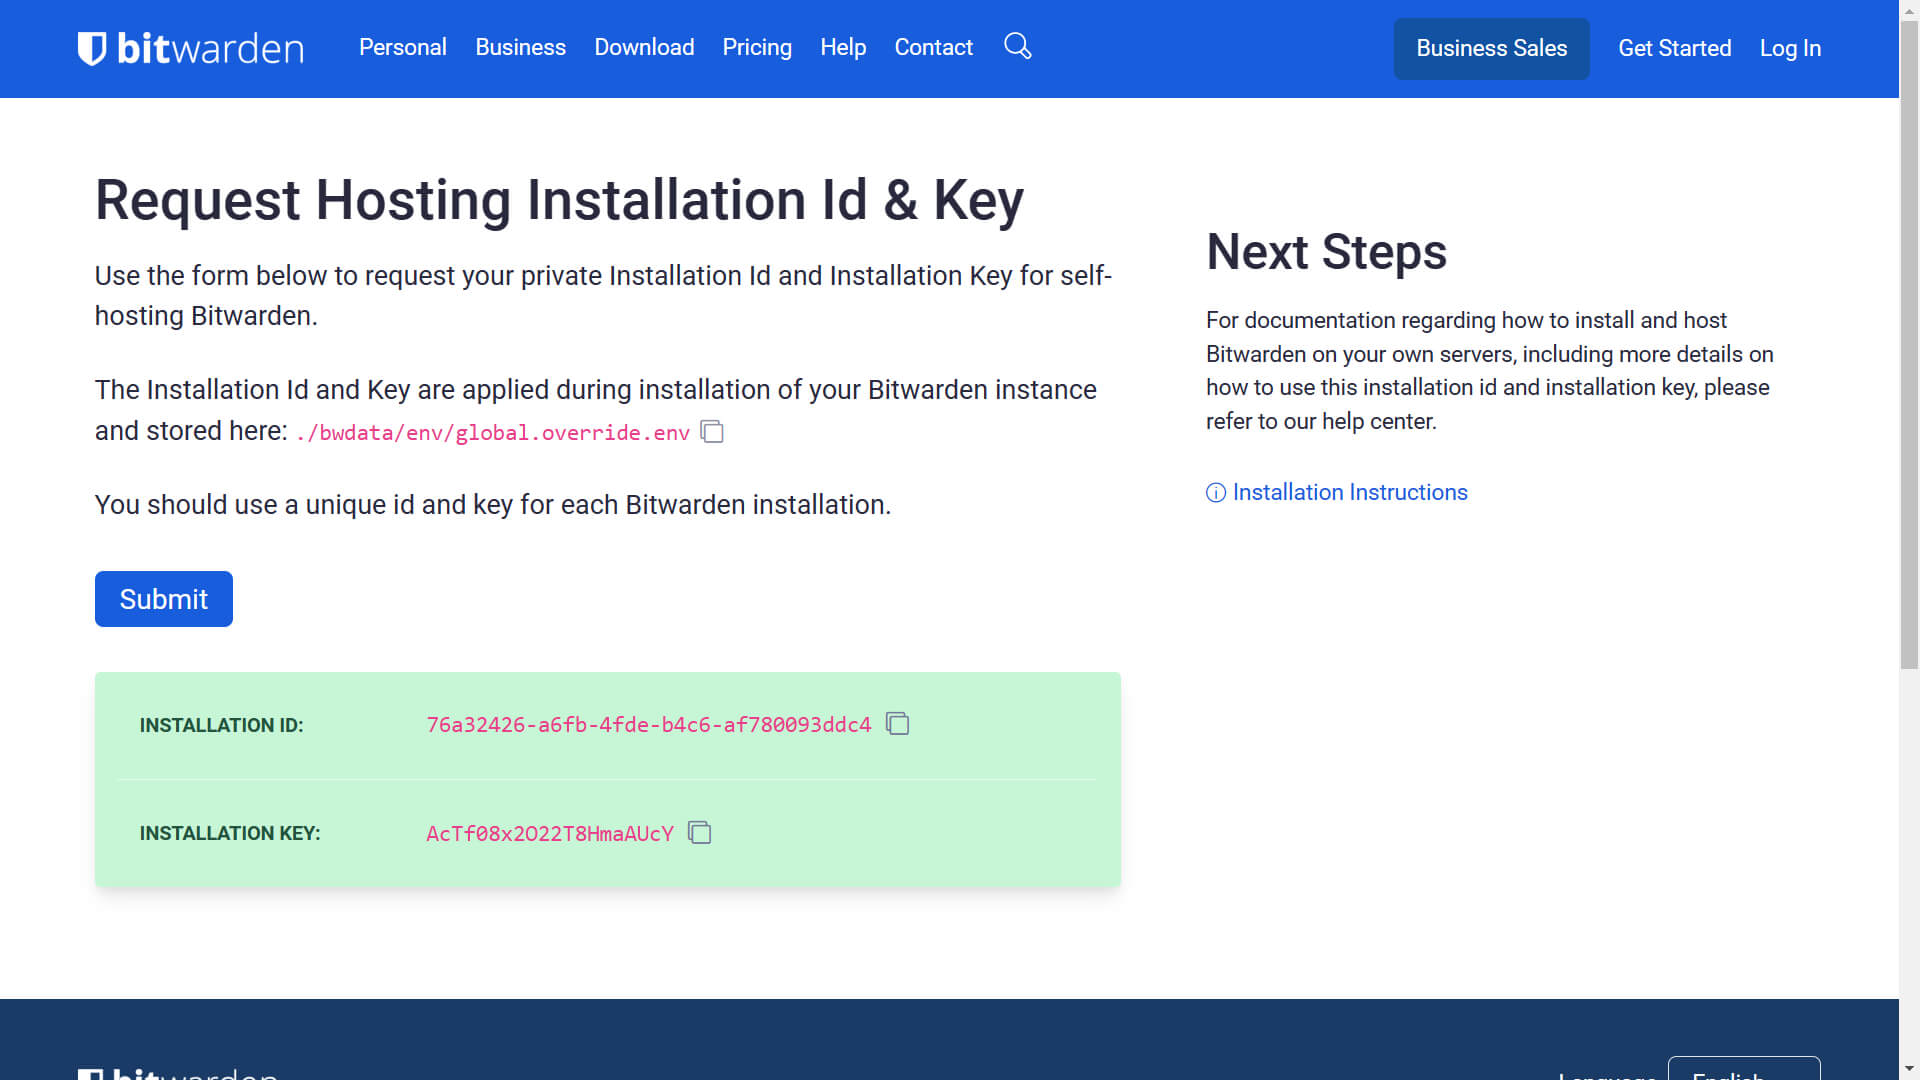 bitwarden
Personal Business Download Pricing Help Contact
Business Sales Get Started Log In
Request Hosting Installation Id & Key
Use the form below to request your private Installation Id and Installation Key for self-
hosting Bitwarden.
The Installation Id and Key are applied during installation of your Bitwarden instance
and stored here: ./bwdata/env/global.override.env
You should use a unique id and key for each Bitwarden installation.
Submit
INSTALLATION ID: 76a32426-a6fb-4fde-b4c6-af780093ddc4
INSTALLATION KEY: AcTf08x2O22T8HmaAUcY
Next Steps
For documentation regarding how to install and host
Bitwarden on your own servers, including more details on
how to use this installation id and installation key, please
refer to our help center.
Installation Instructions
bitwarden
Language English